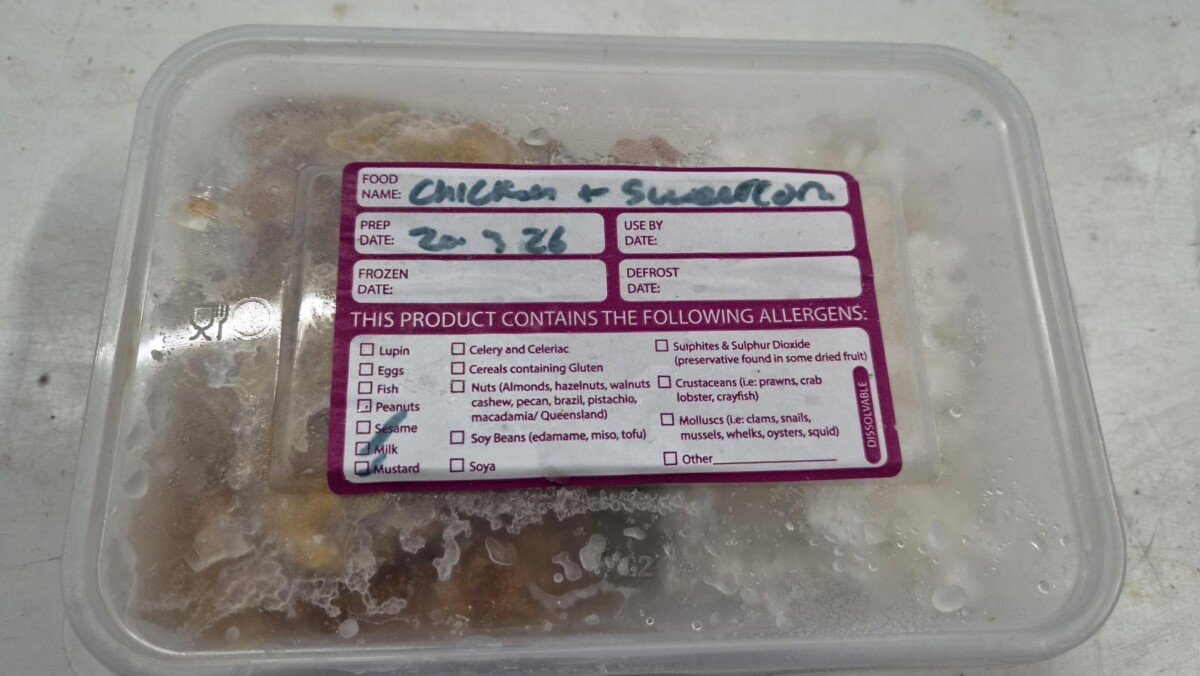 MICROWAVE SAFE
FOOD NAME: Chicken + Sweetcorn
PREP DATE: 20 3 26
USE BY DATE:
FROZEN DATE:
DEFROST DATE:
THIS PRODUCT CONTAINS THE FOLLOWING ALLERGENS:
Lupin
Eggs
Fish
Peanuts
Sesame
Milk
Mustard
Celery and Celeriac
Cereals containing Gluten
Nuts (Almonds, hazelnuts, walnuts
cashew, pecan, brazil, pistachio,
macadamia/ Queensland)
Soy Beans (edamame, miso, tofu)
Soya
Sulphites & Sulphur Dioxide
(preservative found in some dried fruit)
Crustaceans (i.e: prawns, crab
lobster, crayfish)
Molluscs (i.e: clams, snails,
mussels, whelks, oysters, squid)
Other
DISSOLVABLE